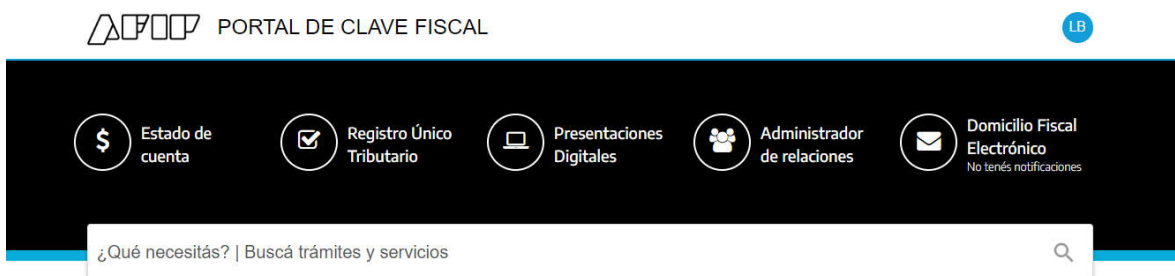 AFIP PORTAL DE CLAVE FISCAL
LB
Estado de
cuenta
Registro Único
Tributario
Presentaciones
Digitales
Administrador
de relaciones
Domicilio Fiscal
Electrónico
No tenés notificaciones
¿Qué necesitás? | Buscá trámites y servicios